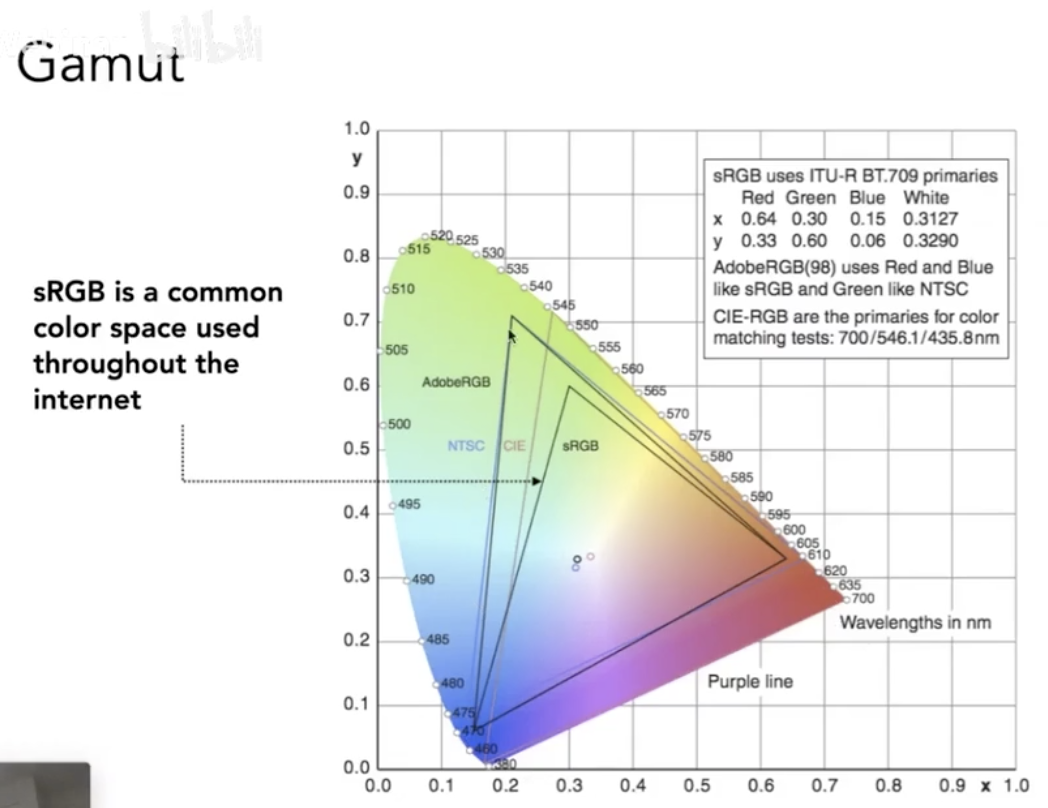 bilibili
Gamut
sRGB is a common
color space used
throughout the
internet
1.0
y
0.9
0.8
0.7
0.6
0.5
0.4
0.3
0.2
0.1
0.0
0.0 0.1 0.2 0.3 0.4 0.5 0.6 0.7 0.8 0.9 x 1.0
sRGB uses ITU-R BT.709 primaries
Red Green Blue White
x 0.64 0.30 0.15 0.3127
y 0.33 0.60 0.06 0.3290
AdobeRGB(98) uses Red and Blue
like sRGB and Green like NTSC
CIE-RGB are the primaries for color
matching tests: 700/546.1/435.8nm
520
525
515
530
535
510
540
545
550
505
555
560
AdobeRGB
565
570
500
575
NTSC CIE sRGB
580
585
590
495
595
600
605
610
490
620
635
700
Wavelengths in nm
485
480
Purple line
475
470
460
380